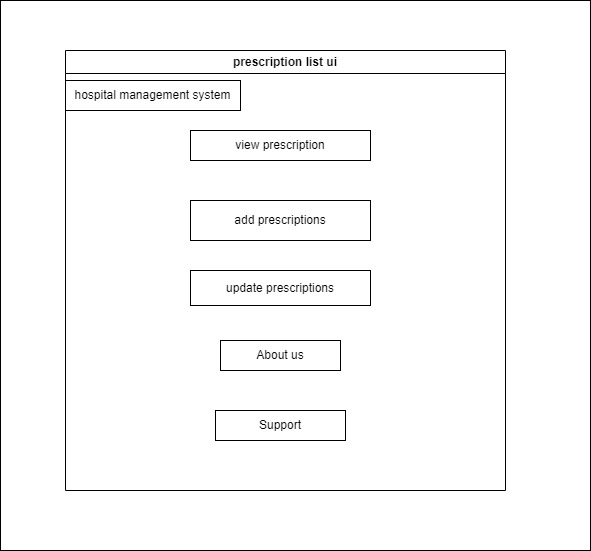 prescription list ui
hospital management system
view prescription
add prescriptions
update prescriptions
About us
Support